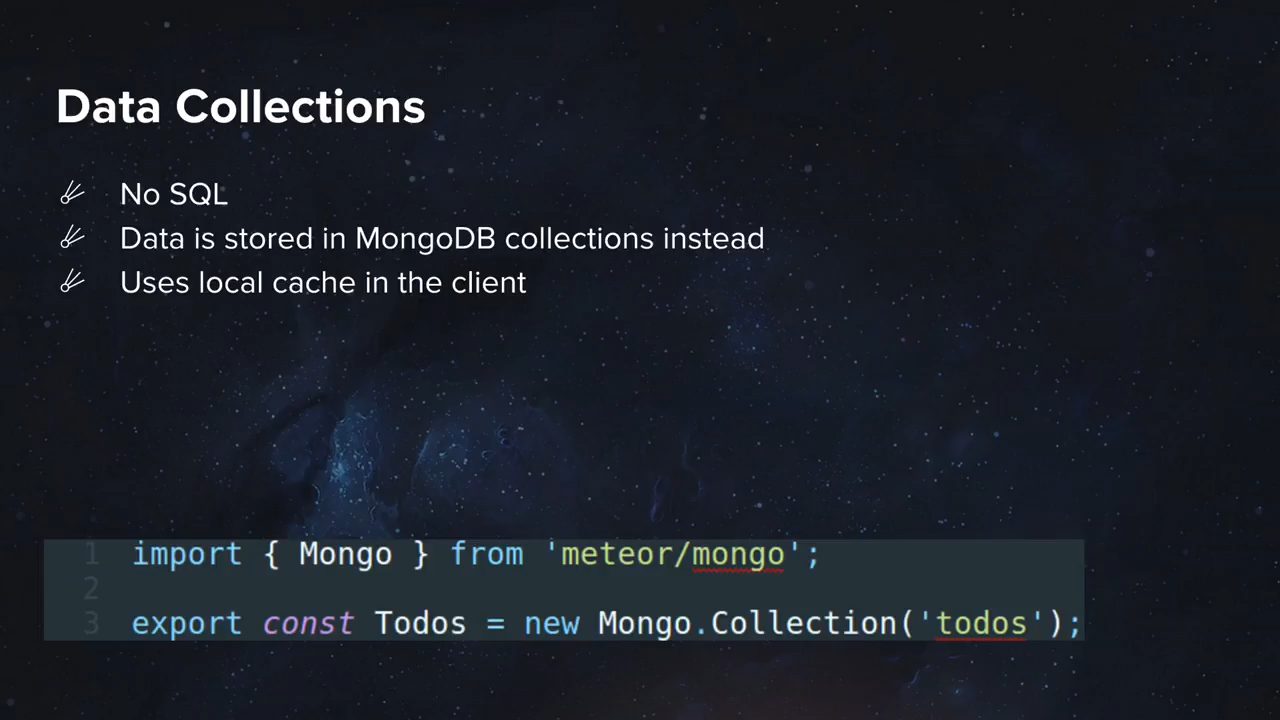 Data Collections
No SQL
Data is stored in MongoDB collections instead
Uses local cache in the client
1 import { Mongo } from 'meteor/mongo';
2
3 export const Todos = new Mongo.Collection('todos');